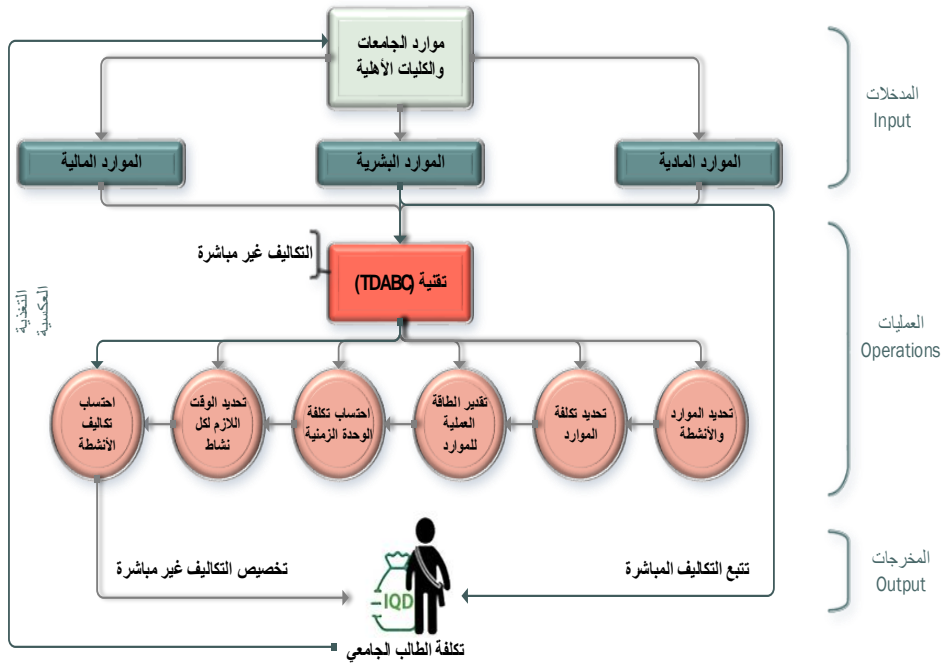 موارد الجامعات
والكليات الأهلية
المدخلات
Input
الموارد المادية
الموارد البشرية
الموارد المالية
التكاليف غير مباشرة
تقنية (TDABC)
العمليات
Operations
التغذية
العكسية
تحديد الموارد
والأنشطة
تحديد تكلفة
الموارد
تقدير الطاقة
العملية
للموارد
احتساب تكلفة
الوحدة الزمنية
تحديد الوقت
اللازم لكل
نشاط
احتساب
تكاليف
الأنشطة
المخرجات
Output
تتبع التكاليف المباشرة
تخصيص التكاليف غير مباشرة
IQD
تكلفة الطالب الجامعي